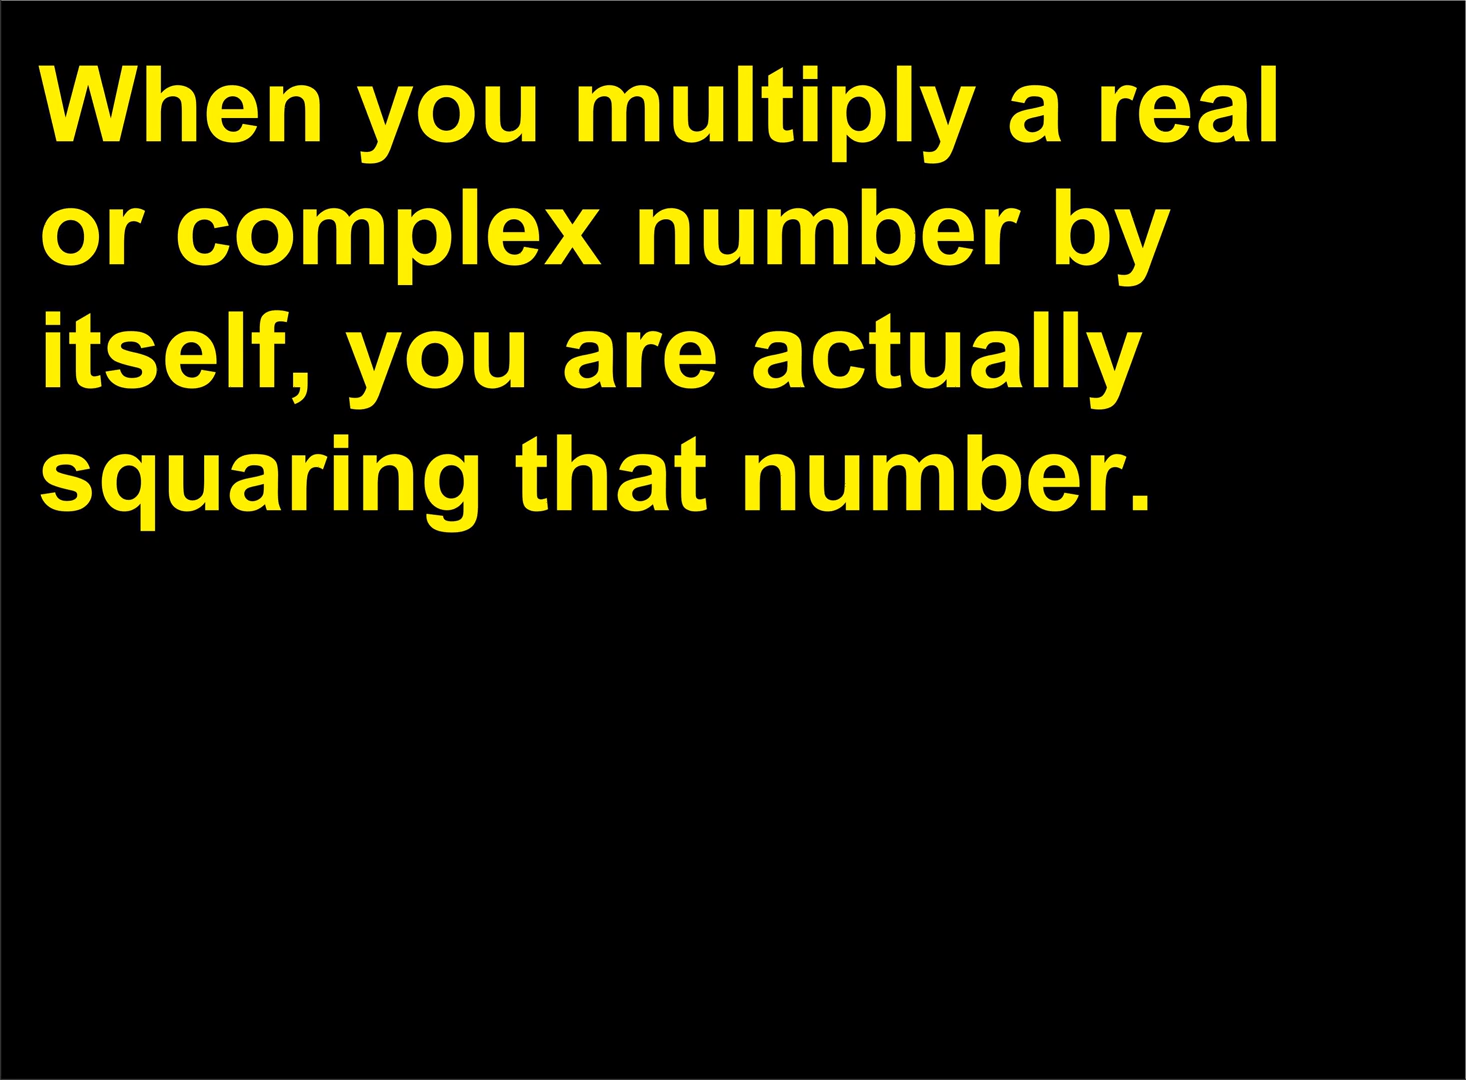 When you multiply a real
or complex number by
itself, you are actually
squaring that number.